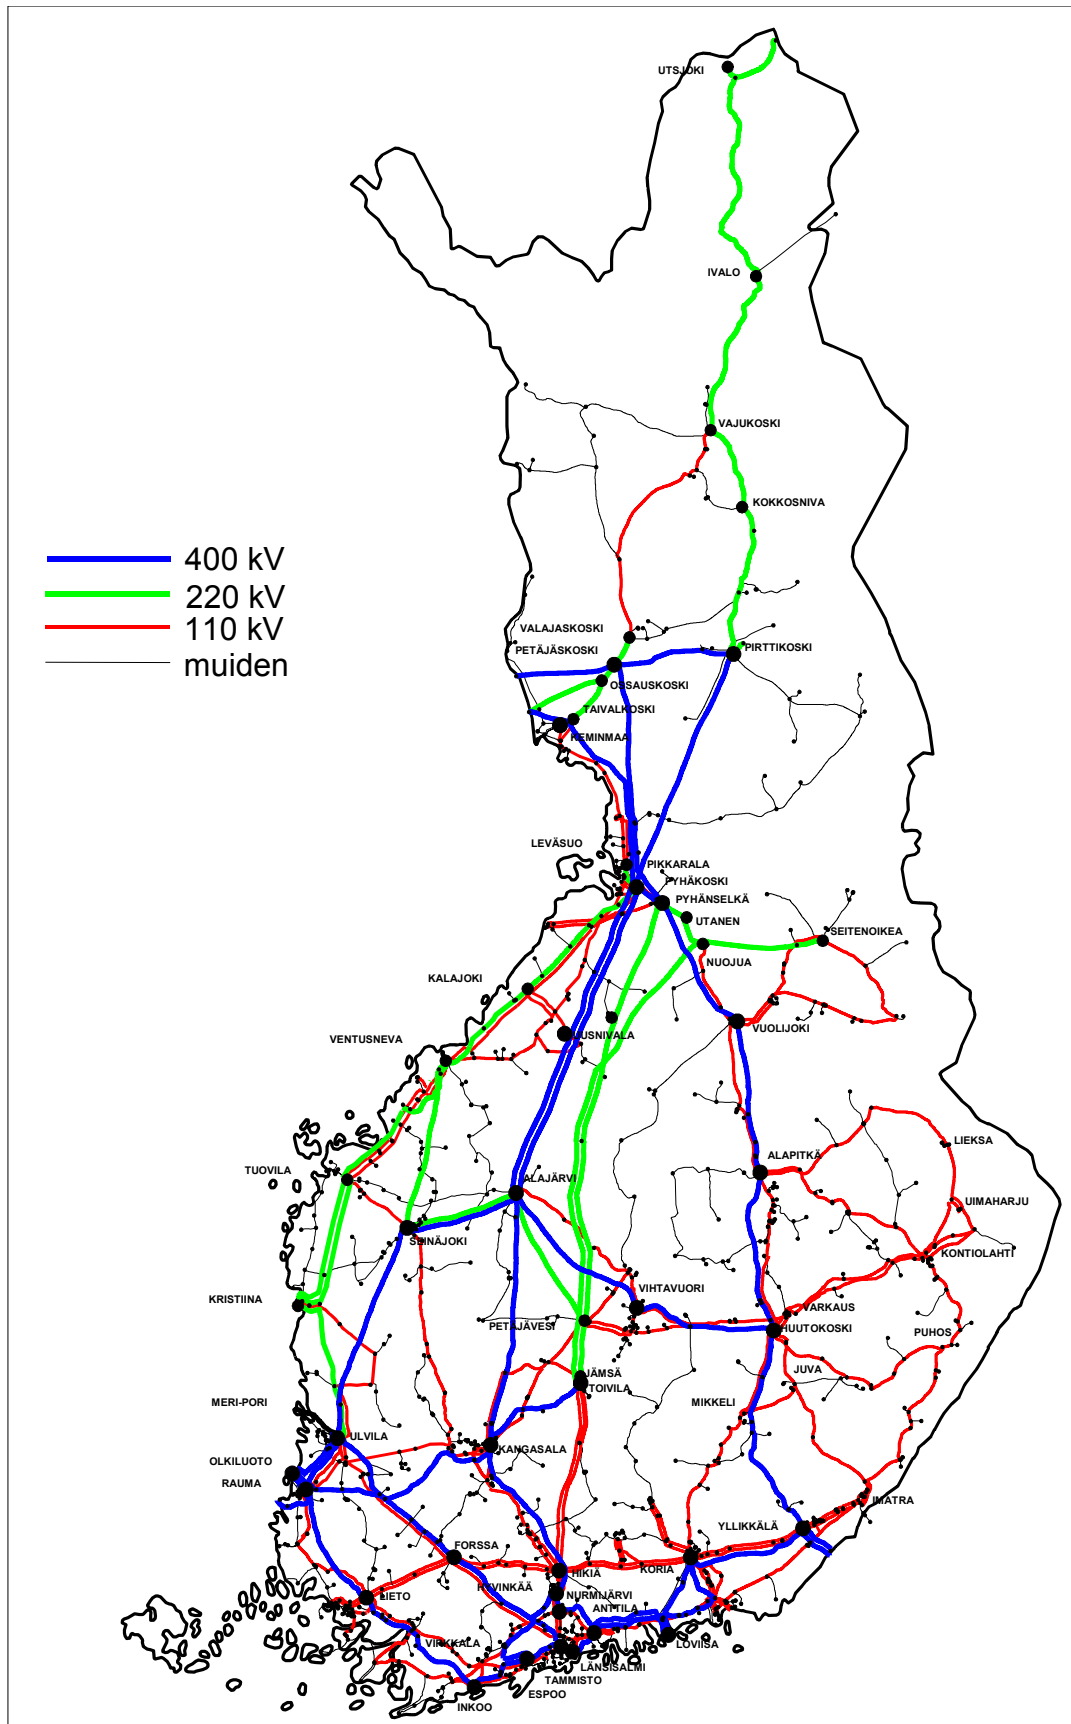 UTSJOKI
IVALO
VAJUKOSKI
KOKKOSNIVA
400 kV
220 kV
110 kV
muiden
VALAJASKOSKI
PETÄJÄSKOSKI
PIRTTIKOSKI
OSSAUSKOSKI
TAIVALKOSKI
KEMINMAA
LEVÄSUO
PIKKARALA
PYHÄKOSKI
PYHÄNSELKÄ
UTANEN
SEITENOIKEA
NUOJUA
KALAJOKI
VUOLIJOKI
UUSNIVALA
VENTUSNEVA
LIEKSA
ALAPITKÄ
TUOVILA
ALAJÄRVI
UIMAHARJU
SEINÄJOKI
KONTIOLAHTI
VIHTAVUORI
KRISTIINA
VARKAUS
PETÄJÄVESI
HUUTOKOSKI
PUHOS
JUVA
JÄMSÄ
TOIVILA
MERI-PORI
MIKKELI
ULVILA
KANGASALA
OLKILUOTO
RAUMA
IMATRA
YLLIKKÄLÄ
FORSSA
HIKIÄ
KORIA
HYVINKÄÄ
NURMIJÄRVI
LIETO
ANTTILA
VIRKKALA
LOVIISA
LÄNSISALMI
TAMMISTO
ESPOO
INKOO